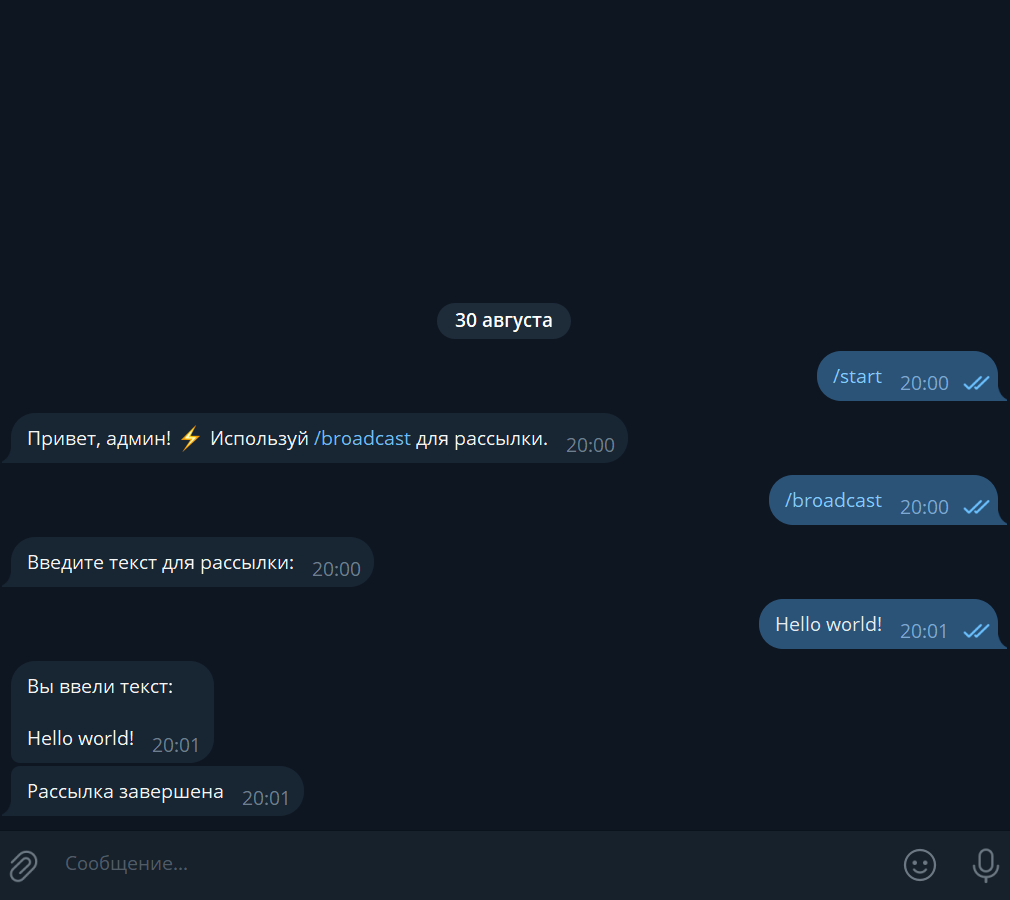 30 августа
/start 20:00
Привет, админ! ⚡ Используй /broadcast для рассылки. 20:00
/broadcast 20:00
Введите текст для рассылки: 20:00
Hello world! 20:01
Вы ввели текст:
Hello world! 20:01
Рассылка завершена 20:01
Сообщение...